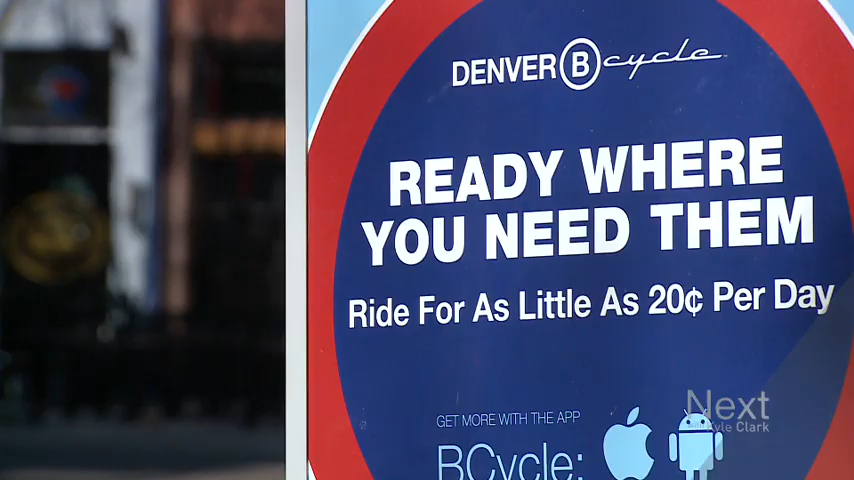 DENVER B cycle
READY WHERE
YOU NEED THEM
Ride For As Little As 20¢ Per Day
GET MORE WITH THE APP
BCycle:
Next
Kyle Clark